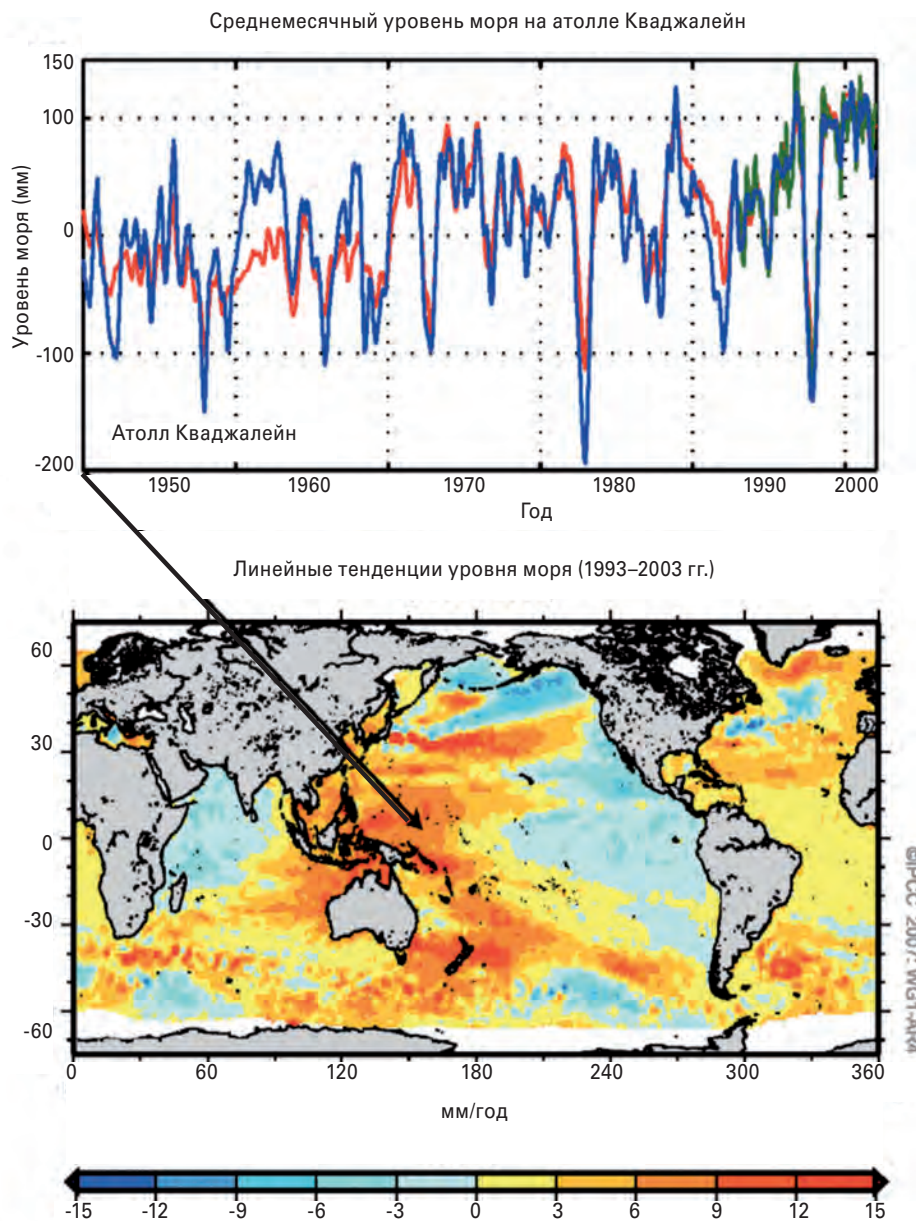 Среднемесячный уровень моря на атолле Кваджалейн
150
100
0
-100
-200
Уровень моря (мм)
Атолл Кваджалейн
1950 1960 1970 1980 1990 2000
Год
Линейные тенденции уровня моря (1993–2003 гг.)
60
30
0
-30
-60
0 60 120 180 240 300 360
©IPCC 2007: WG1-AR4
мм/год
-15 -12 -9 -6 -3 0 3 6 9 12 15